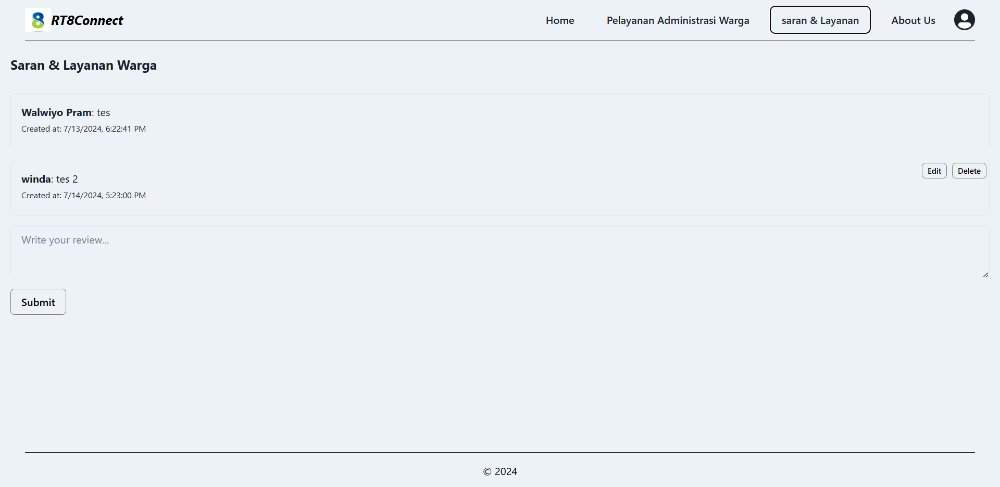 8 RT8Connect
Home
Pelayanan Administrasi Warga
saran & Layanan
About Us
Saran & Layanan Warga
Walwiyo Pram: tes
Created at: 7/13/2024, 6:22:41 PM
Edit
Delete
winda: tes 2
Created at: 7/14/2024, 5:23:00 PM
Write your review...
Submit
© 2024